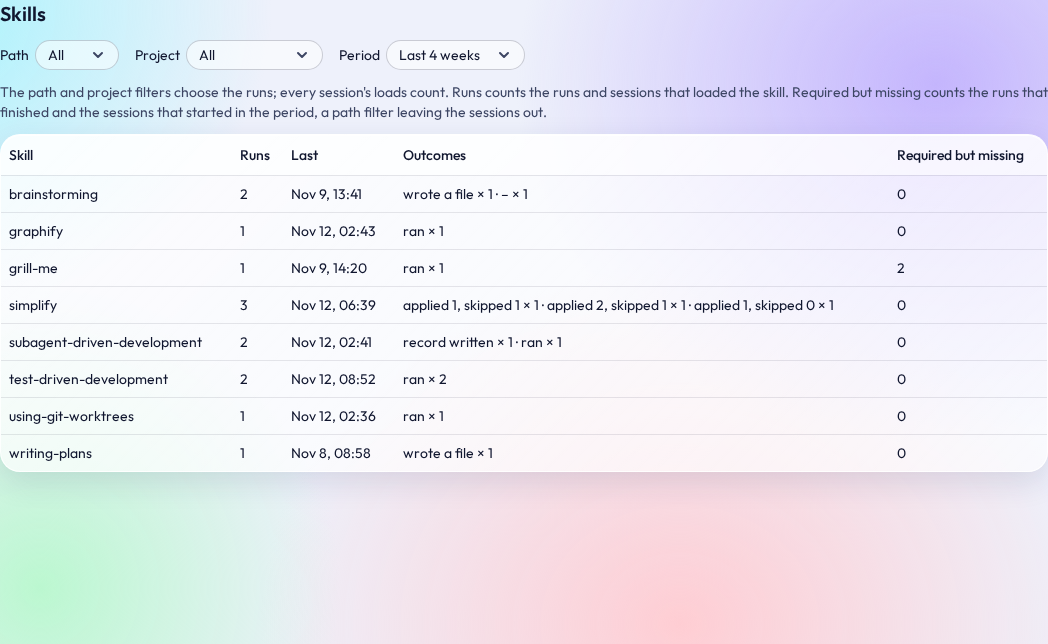 Skills
Path All Project All Period Last 4 weeks
The path and project filters choose the runs; every session's loads count. Runs counts the runs and sessions that loaded the skill. Required but missing counts the runs that
finished and the sessions that started in the period, a path filter leaving the sessions out.
Skill Runs Last Outcomes Required but missing
brainstorming 2 Nov 9, 13:41 wrote a file × 1 · – × 1 0
graphify 1 Nov 12, 02:43 ran × 1 0
grill-me 1 Nov 9, 14:20 ran × 1 2
simplify 3 Nov 12, 06:39 applied 1, skipped 1 × 1 · applied 2, skipped 1 × 1 · applied 1, skipped 0 × 1 0
subagent-driven-development 2 Nov 12, 02:41 record written × 1 · ran × 1 0
test-driven-development 2 Nov 12, 08:52 ran × 2 0
using-git-worktrees 1 Nov 12, 02:36 ran × 1 0
writing-plans 1 Nov 8, 08:58 wrote a file × 1 0